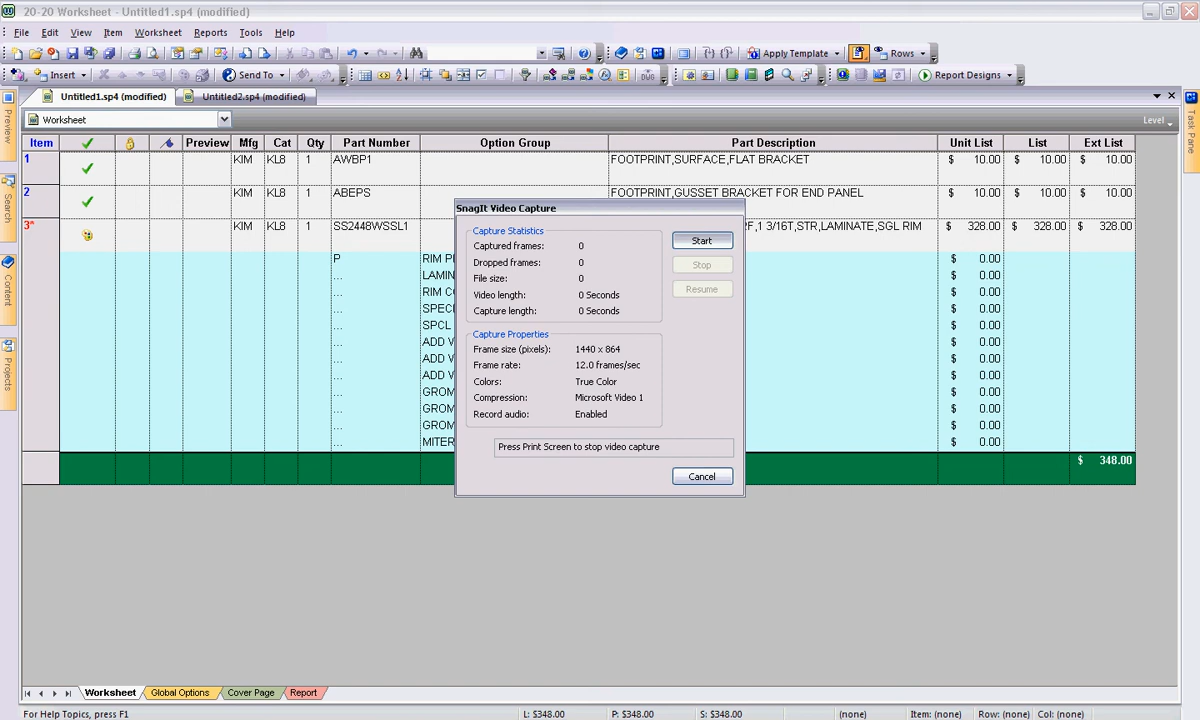 20-20 Worksheet - Untitled1.sp4 (modified)
File Edit View Item Worksheet Reports Tools Help
Apply Template Rows
Insert Send To DWG Report Designs
Untitled1.sp4 (modified) Untitled2.sp4 (modified)
Worksheet Level
Preview
Search
Content
Projects
Task Pane
Item Preview Mfg Cat Qty Part Number Option Group Part Description Unit List List Ext List
1 KIM KL8 1 AWBP1 FOOTPRINT,SURFACE,FLAT BRACKET $ 10.00 $ 10.00 $ 10.00
2 KIM KL8 1 ABEPS FOOTPRINT,GUSSET BRACKET FOR END PANEL $ 10.00 $ 10.00 $ 10.00
3* KIM KL8 1 SS2448WSSL1 F,1 3/16T,STR,LAMINATE,SGL RIM $ 328.00 $ 328.00 $ 328.00
P RIM P $ 0.00
... LAMIN $ 0.00
... RIM CO $ 0.00
... SPECI $ 0.00
... SPCL $ 0.00
... ADD V $ 0.00
... ADD V $ 0.00
... ADD V $ 0.00
... GROM $ 0.00
... GROM $ 0.00
... GROM $ 0.00
... MITER $ 0.00
$ 348.00
SnagIt Video Capture
Capture Statistics
Captured frames: 0
Dropped frames: 0
File size: 0
Video length: 0 Seconds
Capture length: 0 Seconds
Start
Stop
Resume
Capture Properties
Frame size (pixels): 1440 x 864
Frame rate: 12.0 frames/sec
Colors: True Color
Compression: Microsoft Video 1
Record audio: Enabled
Press Print Screen to stop video capture
Cancel
Worksheet Global Options Cover Page Report
For Help Topics, press F1 L: $348.00 P: $348.00 S: $348.00 (none) Item: (none) Row: (none) Col: (none)